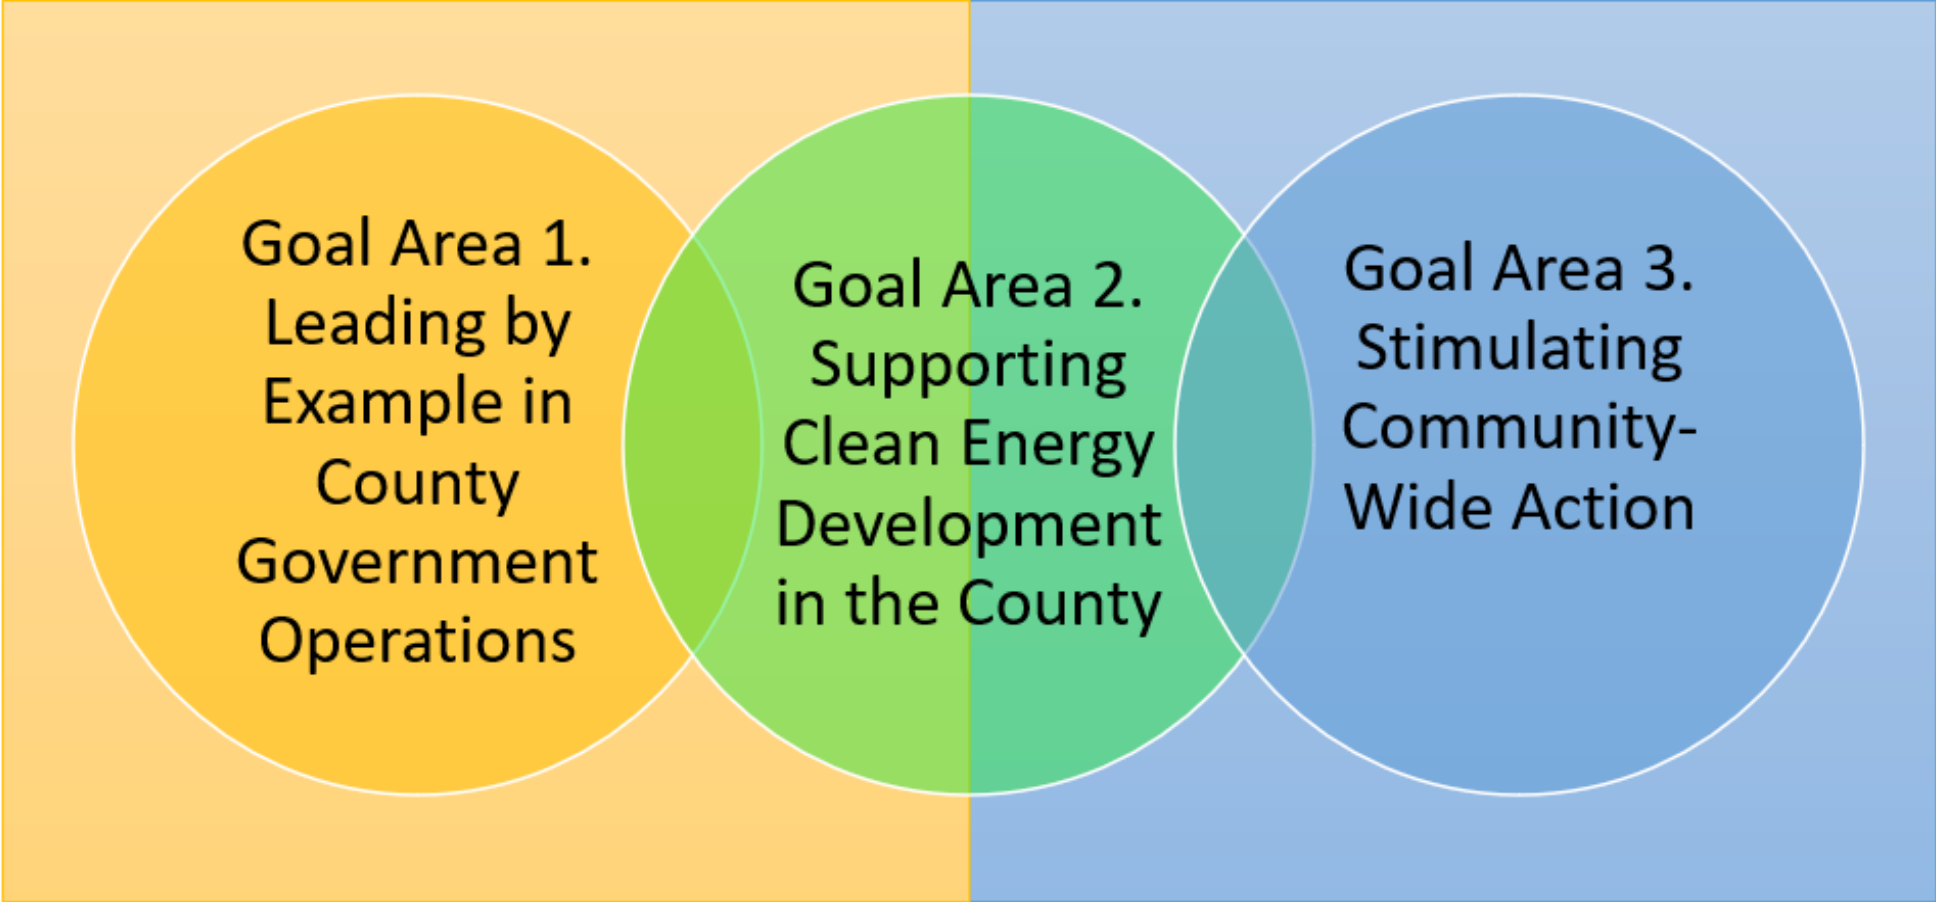 Goal Area 1.
Leading by
Example in
County
Government
Operations
Goal Area 2.
Supporting
Clean Energy
Development
in the County
Goal Area 3.
Stimulating
Community-
Wide Action